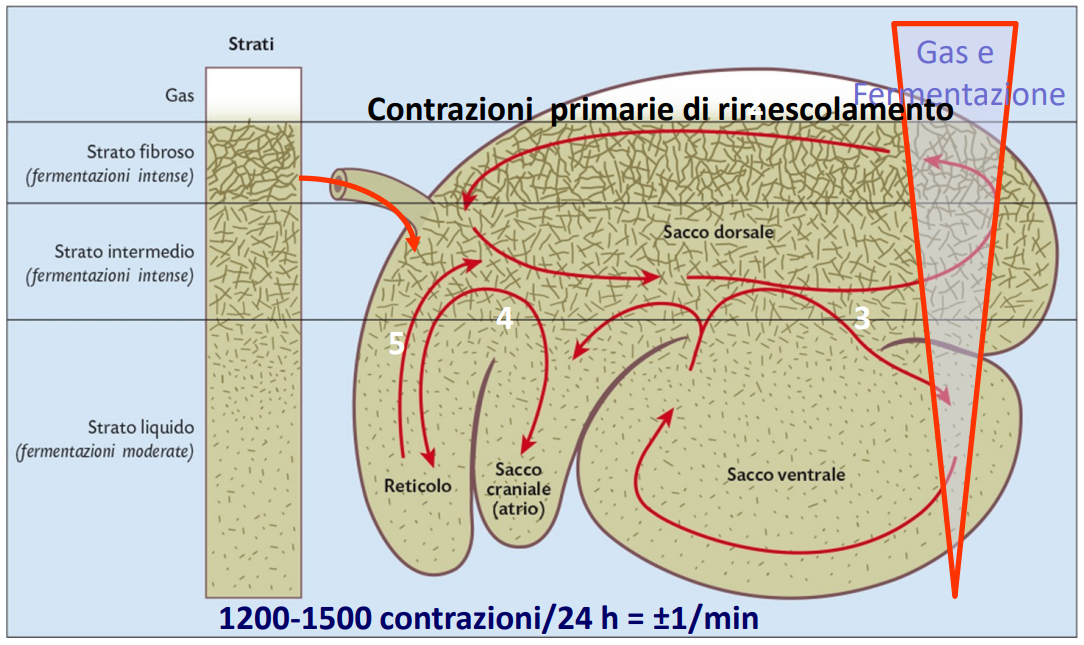 Strati
Gas e
Fermentazione
Gas
Contrazioni primarie di rimescolamento
Strato fibroso
(fermentazioni intense)
Sacco dorsale
Strato intermedio
(fermentazioni intense)
4
3
5
Strato liquido
(fermentazioni moderate)
Reticolo
Sacco
craniale
(atrio)
Sacco ventrale
1200-1500 contrazioni/24 h = ±1/min